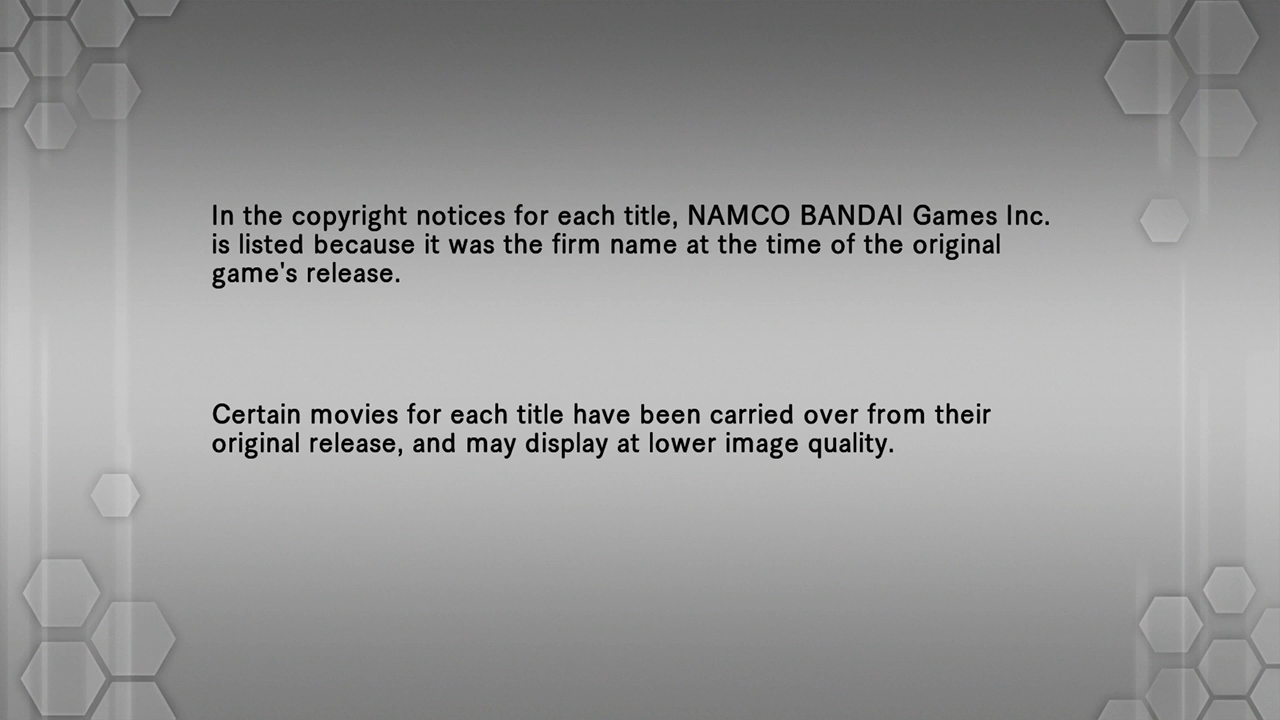 In the copyright notices for each title, NAMCO BANDAI Games Inc.
is listed because it was the firm name at the time of the original
game's release.
Certain movies for each title have been carried over from their
original release, and may display at lower image quality.